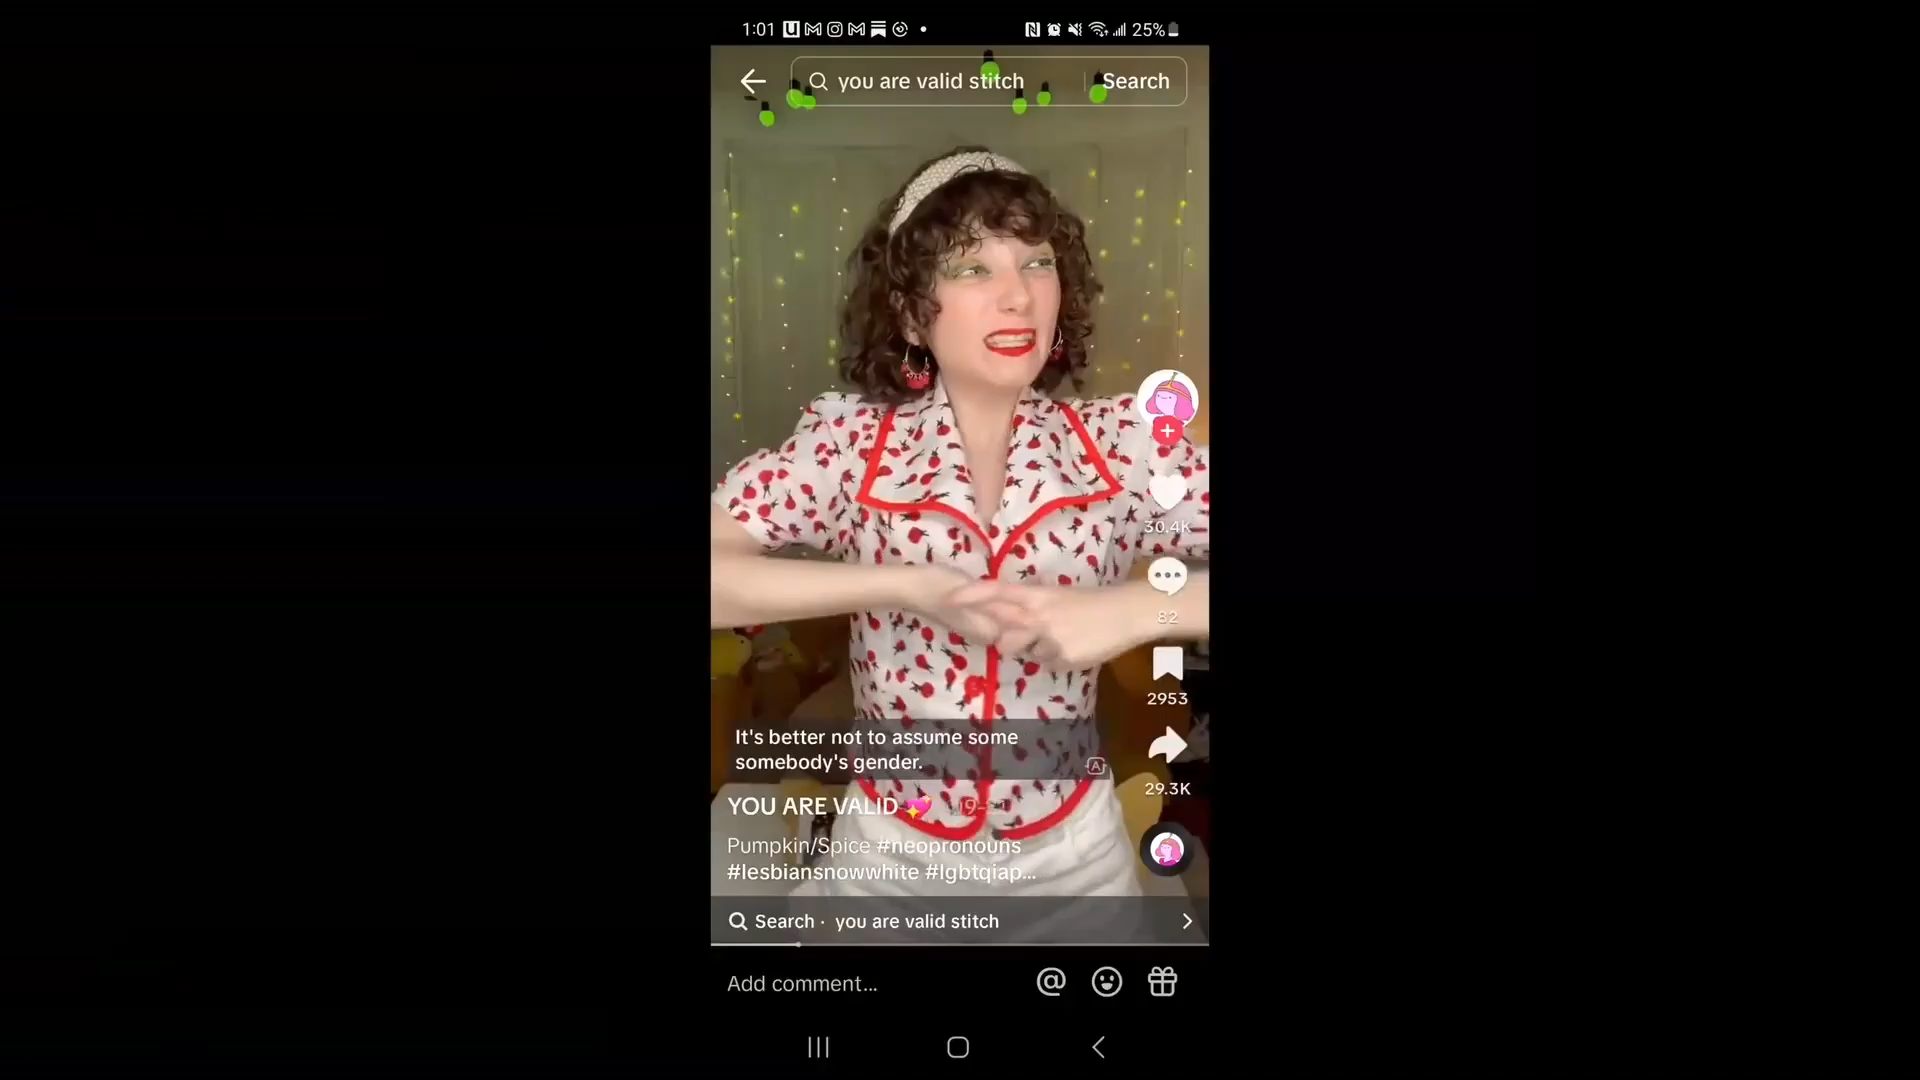 1:01
25%
you are valid stitch
Search
30.4K
82
2953
29.3K
It's better not to assume some
somebody's gender.
YOU ARE VALID
Pumpkin/Spice #neopronouns
#lesbiansnowwhite #lgbtqiap...
Search · you are valid stitch
Add comment...